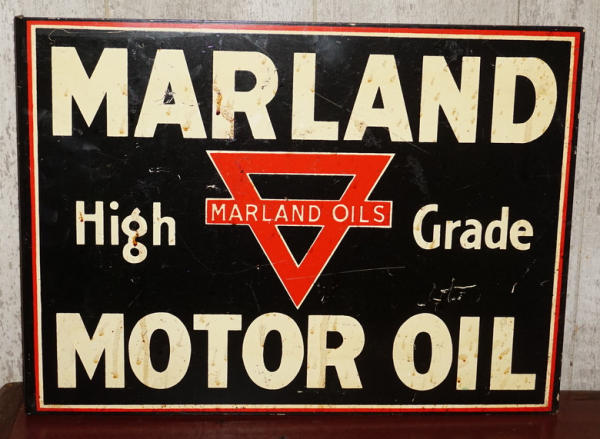 MARLAND
MARLAND OILS
High Grade
MOTOR OIL